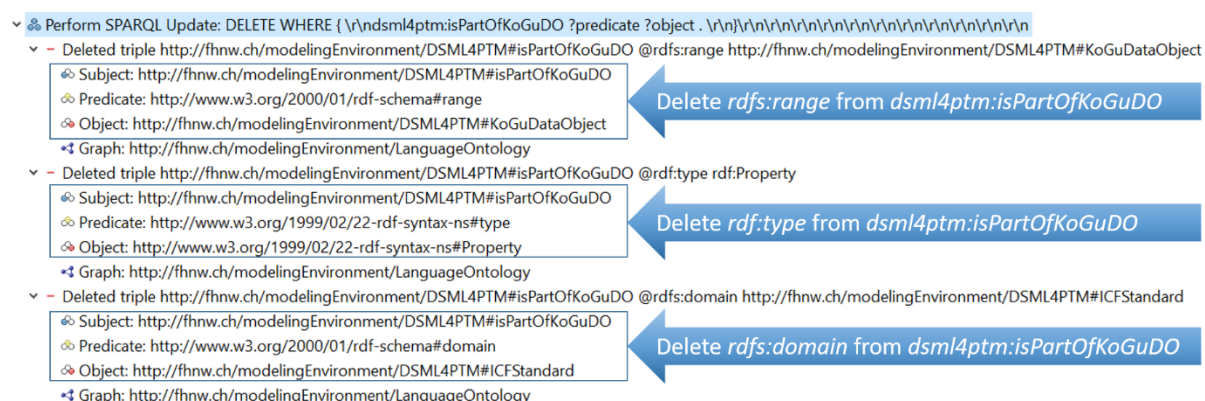 Perform SPARQL Update: DELETE WHERE { \r\ndsml4ptm:isPartOfKoGuDO ?predicate ?object . \r\n}\r\n\r\n\r\n\r\n\r\n\r\n\r\n\r\n\r\n\r\n\r\n
− Deleted triple http://fhnw.ch/modelingEnvironment/DSML4PTM#isPartOfKoGuDO @rdfs:range http://fhnw.ch/modelingEnvironment/DSML4PTM#KoGuDataObject
Subject: http://fhnw.ch/modelingEnvironment/DSML4PTM#isPartOfKoGuDO
Predicate: http://www.w3.org/2000/01/rdf-schema#range
Delete rdfs:range from dsml4ptm:isPartOfKoGuDO
Object: http://fhnw.ch/modelingEnvironment/DSML4PTM#KoGuDataObject
Graph: http://fhnw.ch/modelingEnvironment/LanguageOntology
− Deleted triple http://fhnw.ch/modelingEnvironment/DSML4PTM#isPartOfKoGuDO @rdf:type rdf:Property
Subject: http://fhnw.ch/modelingEnvironment/DSML4PTM#isPartOfKoGuDO
Predicate: http://www.w3.org/1999/02/22-rdf-syntax-ns#type
Delete rdf:type from dsml4ptm:isPartOfKoGuDO
Object: http://www.w3.org/1999/02/22-rdf-syntax-ns#Property
Graph: http://fhnw.ch/modelingEnvironment/LanguageOntology
− Deleted triple http://fhnw.ch/modelingEnvironment/DSML4PTM#isPartOfKoGuDO @rdfs:domain http://fhnw.ch/modelingEnvironment/DSML4PTM#ICFStandard
Subject: http://fhnw.ch/modelingEnvironment/DSML4PTM#isPartOfKoGuDO
Predicate: http://www.w3.org/2000/01/rdf-schema#domain
Delete rdfs:domain from dsml4ptm:isPartOfKoGuDO
Object: http://fhnw.ch/modelingEnvironment/DSML4PTM#ICFStandard
Graph: http://fhnw.ch/modelingEnvironment/LanguageOntology